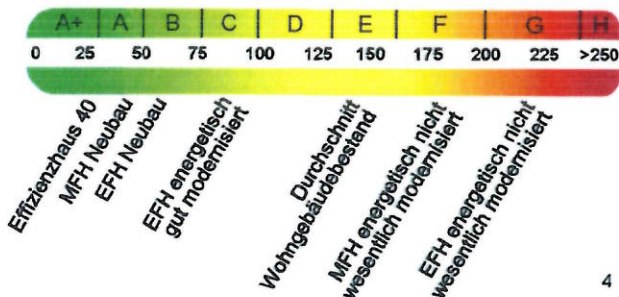 A+ A B C D E F G H
0 25 50 75 100 125 150 175 200 225 >250
Effizienzhaus 40
MFH Neubau
EFH Neubau
EFH energetisch
gut modernisiert
Durchschnitt
Wohngebäudebestand
MFH energetisch nicht
wesentlich modernisiert
EFH energetisch nicht
wesentlich modernisiert
4